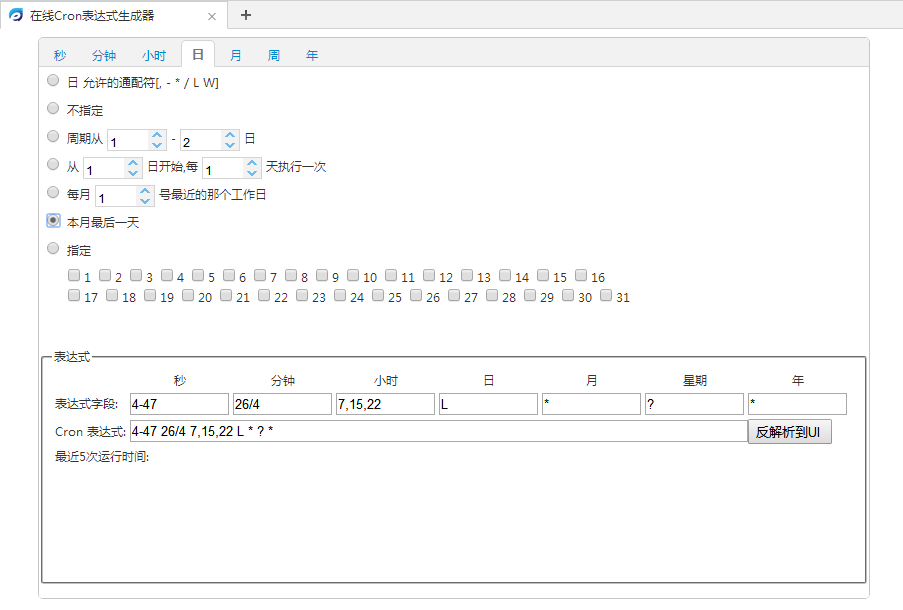 在线Cron表达式生成器
秒 分钟 小时 日 月 周 年
日 允许的通配符[, - * / L W]
不指定
周期从 1 - 2 日
从 1 日开始,每 1 天执行一次
每月 1 号最近的那个工作日
本月最后一天
指定
1 2 3 4 5 6 7 8 9 10 11 12 13 14 15 16
17 18 19 20 21 22 23 24 25 26 27 28 29 30 31
表达式
秒 分钟 小时 日 月 星期 年
表达式字段: 4-47 26/4 7,15,22 L * ? *
Cron 表达式: 4-47 26/4 7,15,22 L * ? * 反解析到UI
最近5次运行时间: